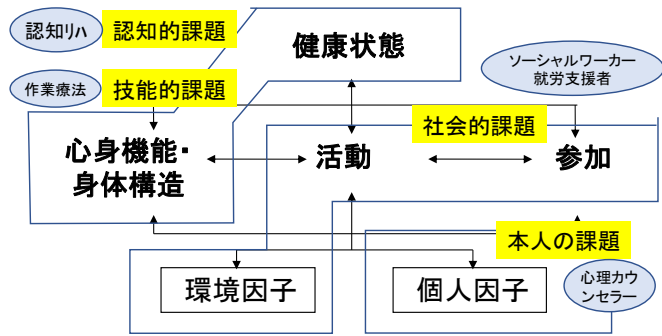 認知リハ
認知的課題
健康状態
ソーシャルワーカー
就労支援者
作業療法
技能的課題
社会的課題
心身機能・
身体構造
活動
参加
本人の課題
環境因子
個人因子
心理カウ
ンセラー